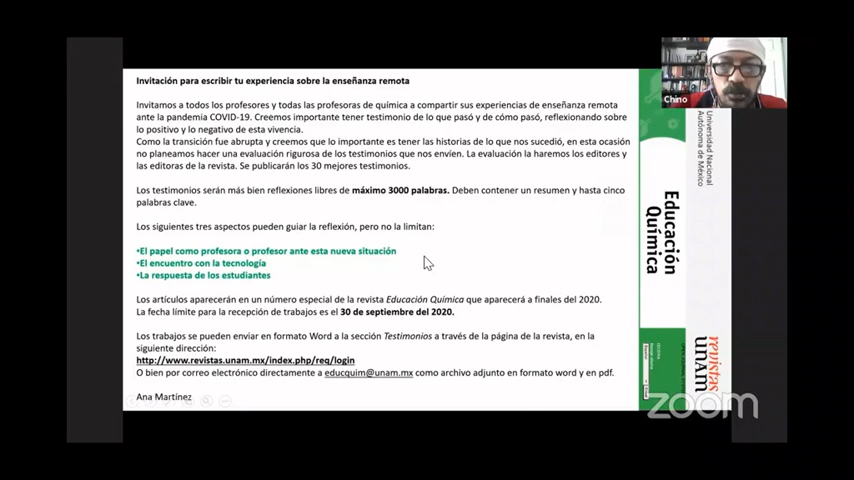 Invitación para escribir tu experiencia sobre la enseñanza remota
Invitamos a todos los profesores y todas las profesoras de química a compartir sus experiencias de enseñanza remota
ante la pandemia COVID-19. Creemos importante tener testimonio de lo que pasó y de cómo pasó, reflexionando sobre
lo positivo y lo negativo de esta vivencia.
Como la transición fue abrupta y creemos que lo importante es tener las historias de lo que nos sucedió, en esta ocasión
no planeamos hacer una evaluación rigurosa de los testimonios que nos envíen. La evaluación la haremos los editores y
las editoras de la revista. Se publicarán los 30 mejores testimonios.
Los testimonios serán más bien reflexiones libres de máximo 3000 palabras. Deben contener un resumen y hasta cinco
palabras clave.
Los siguientes tres aspectos pueden guiar la reflexión, pero no la limitan:
•El papel como profesora o profesor ante esta nueva situación
•El encuentro con la tecnología
•La respuesta de los estudiantes
Los artículos aparecerán en un número especial de la revista Educación Química que aparecerá a finales del 2020.
La fecha límite para la recepción de trabajos es el 30 de septiembre del 2020.
Los trabajos se pueden enviar en formato Word a la sección Testimonios a través de la página de la revista, en la
siguiente dirección:
http://www.revistas.unam.mx/index.php/req/login
O bien por correo electrónico directamente a educquim@unam.mx como archivo adjunto en formato word y en pdf.
Ana Martínez
Chino
Universidad Nacional
Autónoma de México
Educación
Química
revistas
unam
zoom